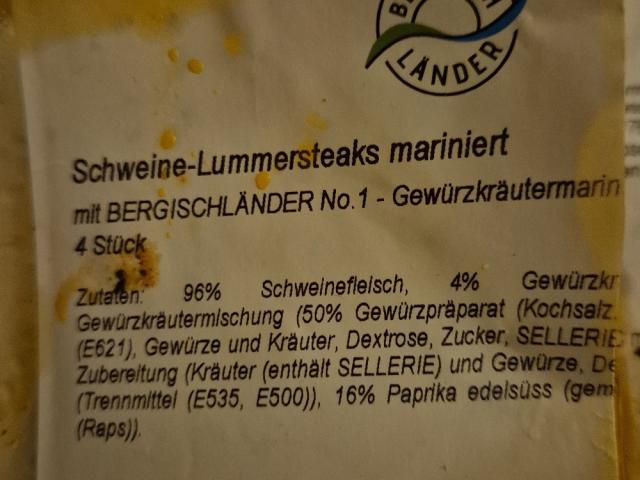 LÄNDER
Schweine-Lummersteaks mariniert
mit BERGISCHLÄNDER No.1 - Gewürzkräutermarin
4 Stück
Zutaten: 96% Schweinefleisch, 4% Gewürzkr
Gewürzkräutermischung (50% Gewürzpräparat (Kochsalz
(E621), Gewürze und Kräuter, Dextrose, Zucker, SELLERIE
Zubereitung (Kräuter (enthält SELLERIE) und Gewürze, De
(Trennmittel (E535, E500)), 16% Paprika edelsüss (gem
(Raps)).